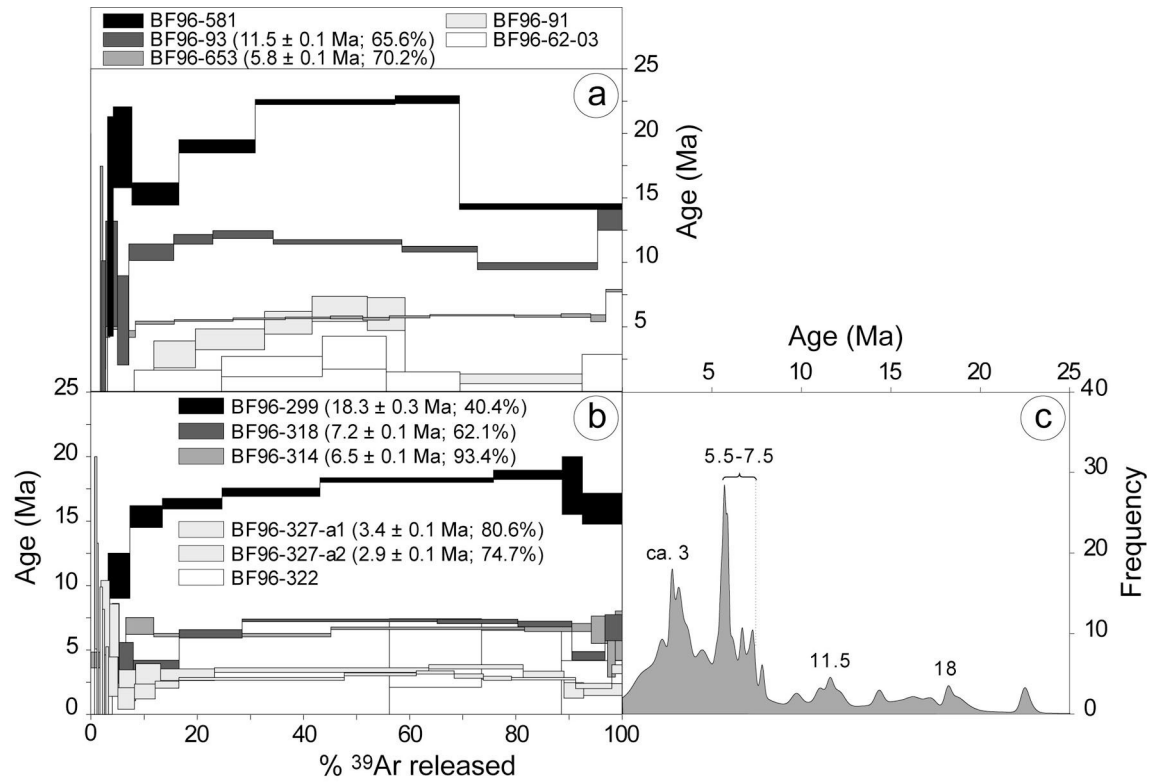 BF96-581
BF96-93 (11.5 ± 0.1 Ma; 65.6%)
BF96-653 (5.8 ± 0.1 Ma; 70.2%)
BF96-91
BF96-62-03
a
25
20
15
10
5
Age (Ma)
b
BF96-299 (18.3 ± 0.3 Ma; 40.4%)
BF96-318 (7.2 ± 0.1 Ma; 62.1%)
BF96-314 (6.5 ± 0.1 Ma; 93.4%)
BF96-327-a1 (3.4 ± 0.1 Ma; 80.6%)
BF96-327-a2 (2.9 ± 0.1 Ma; 74.7%)
BF96-322
25
20
15
10
5
0
Age (Ma)
0 20 40 60 80 100
% ³⁹Ar released
Age (Ma)
5 10 15 20 25
c
5.5-7.5
ca. 3
11.5
18
40
30
20
10
0
Frequency